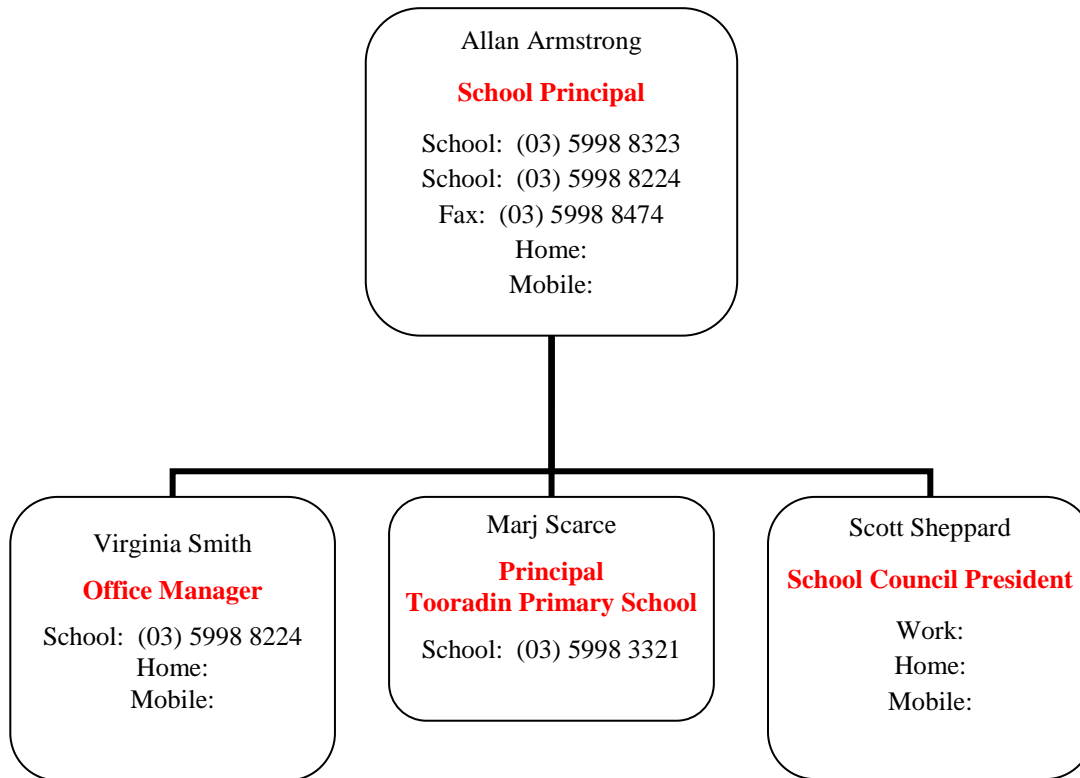 Allan Armstrong
School Principal
School: (03) 5998 8323
School: (03) 5998 8224
Fax: (03) 5998 8474
Home:
Mobile:
Virginia Smith
Office Manager
School: (03) 5998 8224
Home:
Mobile:
Marj Scarce
Principal
Tooradin Primary School
School: (03) 5998 3321
Scott Sheppard
School Council President
Work:
Home:
Mobile: